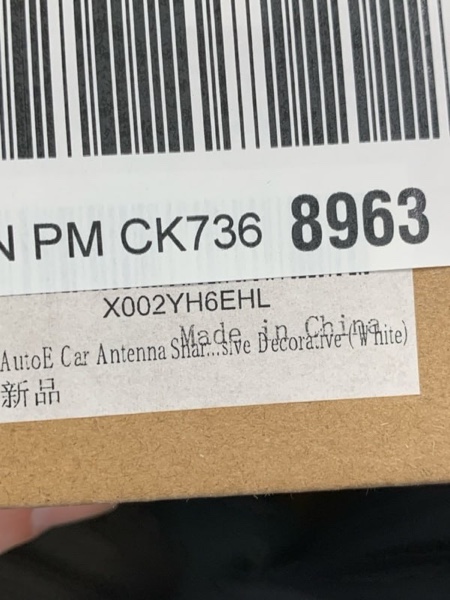 N PM CK736 8963
X002YH6EHL
Made in China
AutoE Car Antenna Shar...sive Decorative (White)
新品